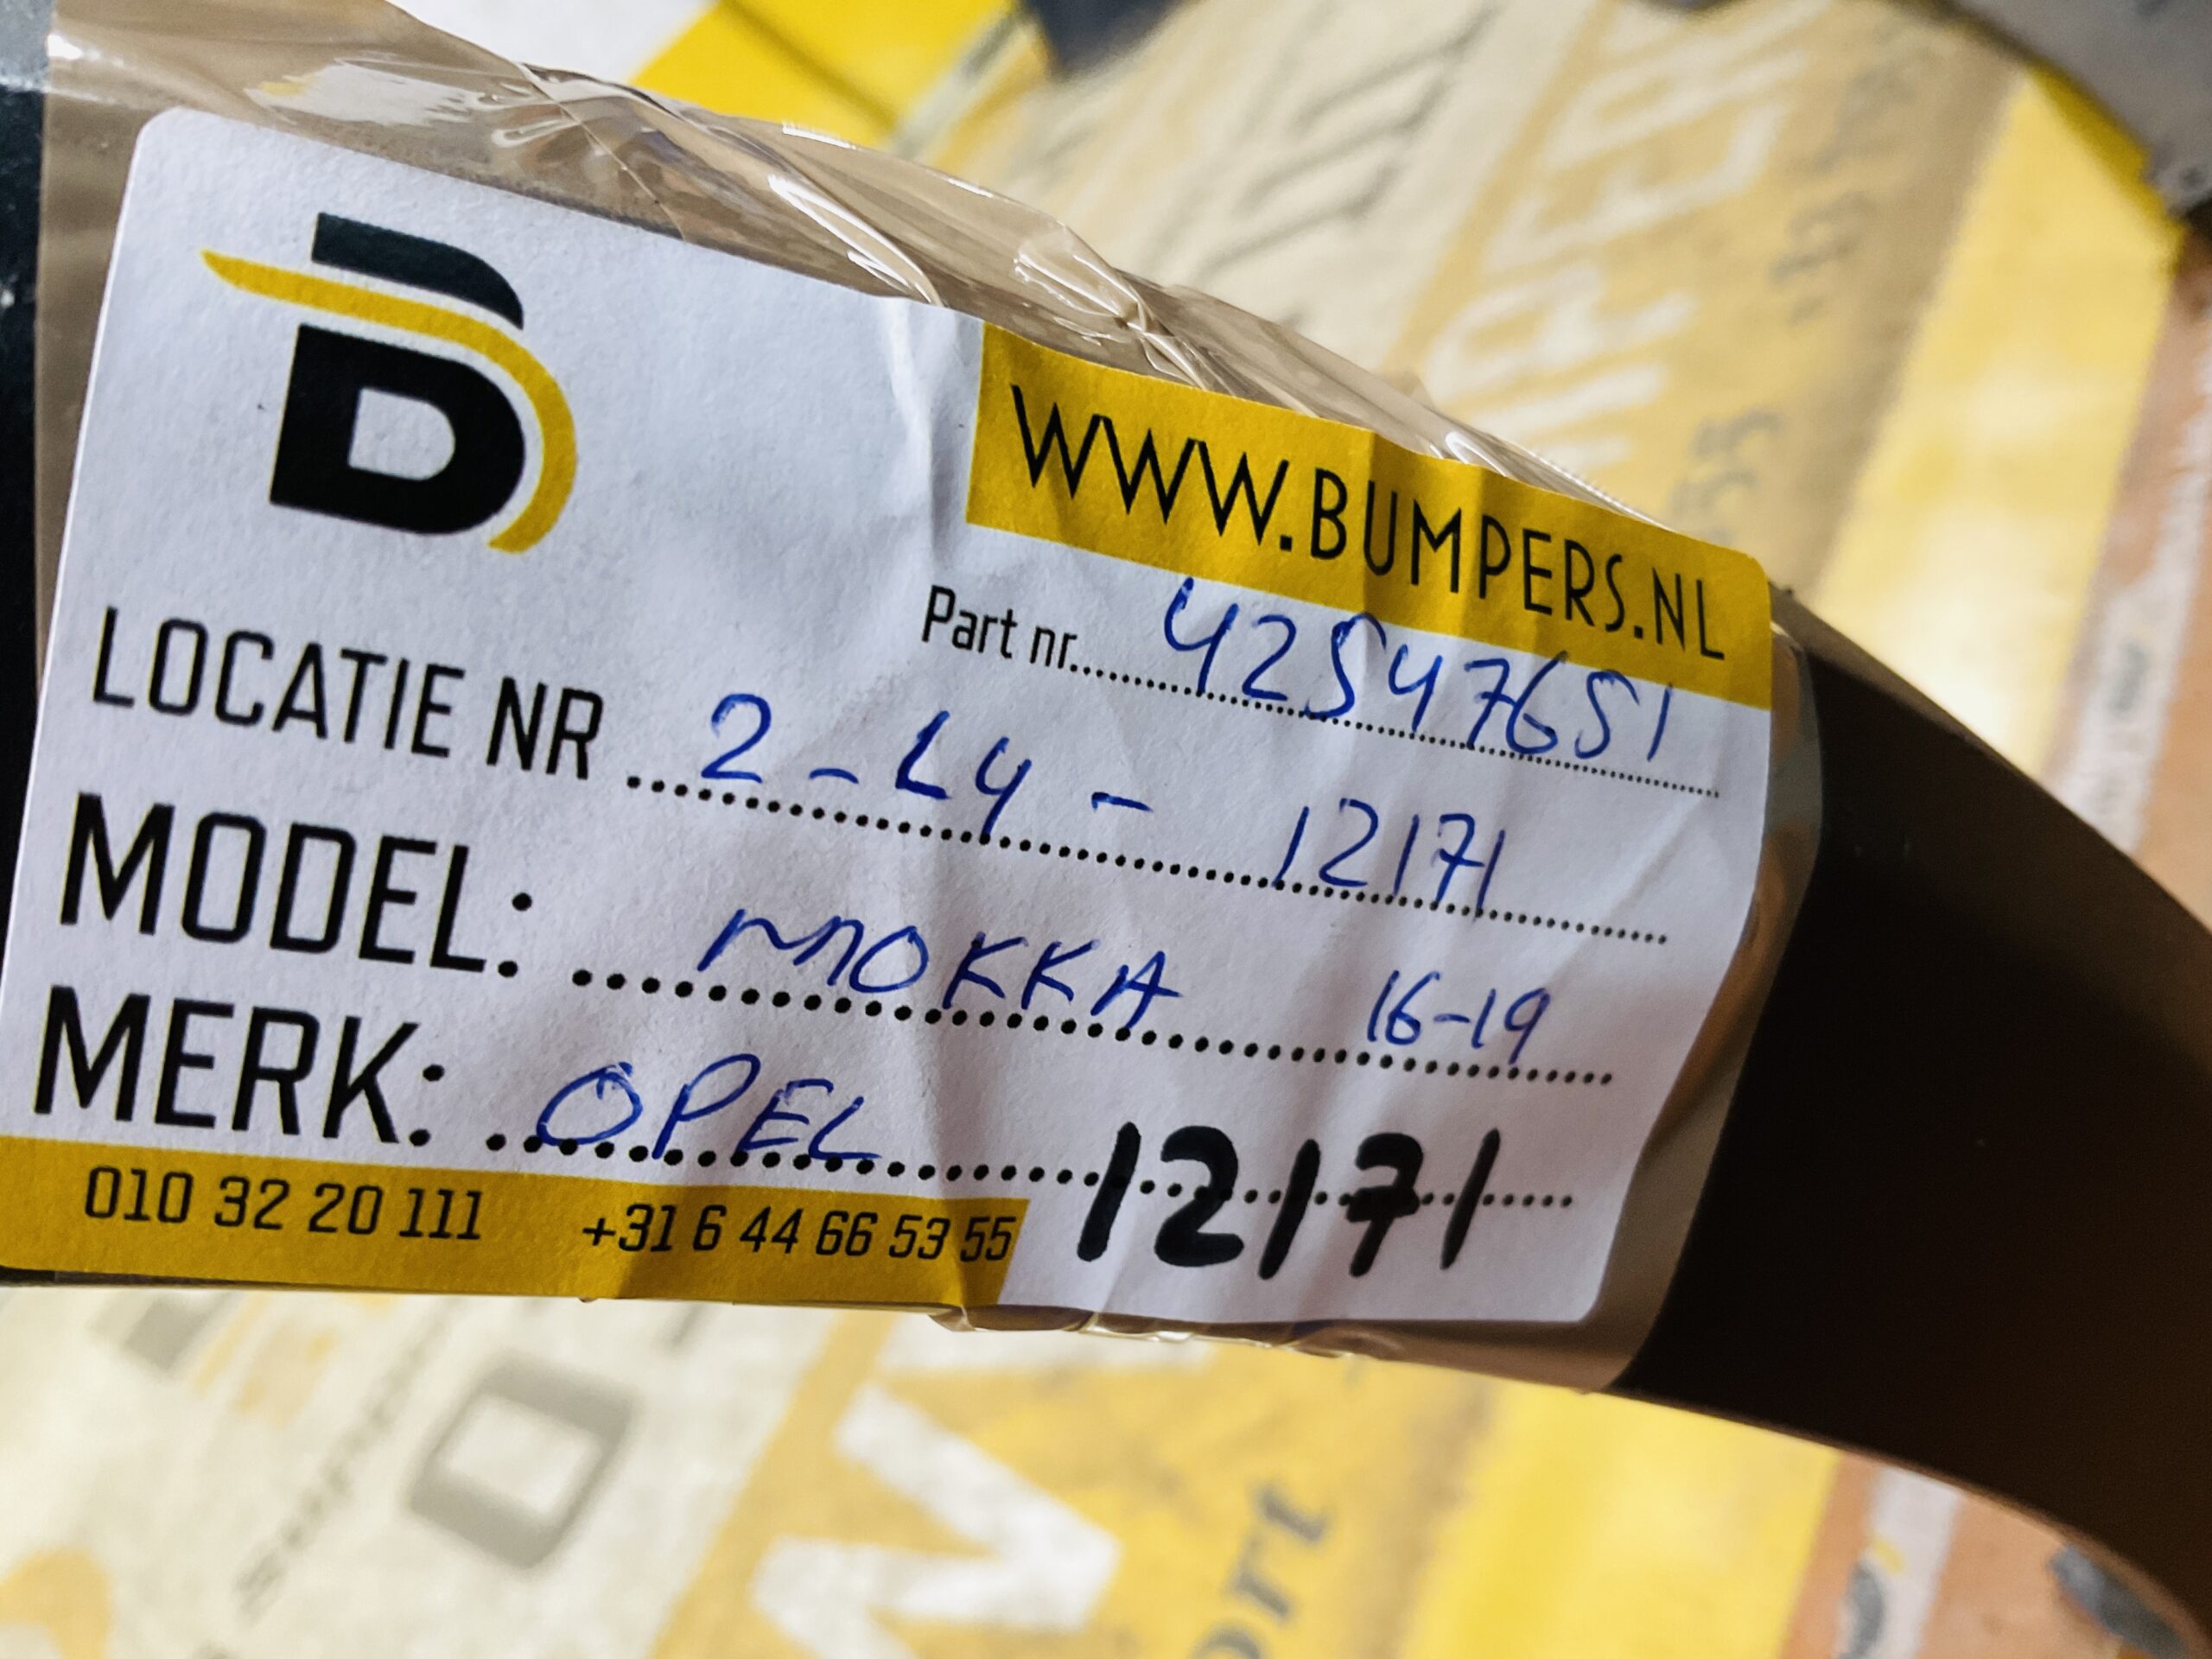 B
WWW.BUMPERS.NL
Part nr. 42547651
LOCATIE NR 2-L4- 12171
MODEL: MOKKA 16-19
MERK: OPEL
12171
010 32 20 111 +31 6 44 66 53 55